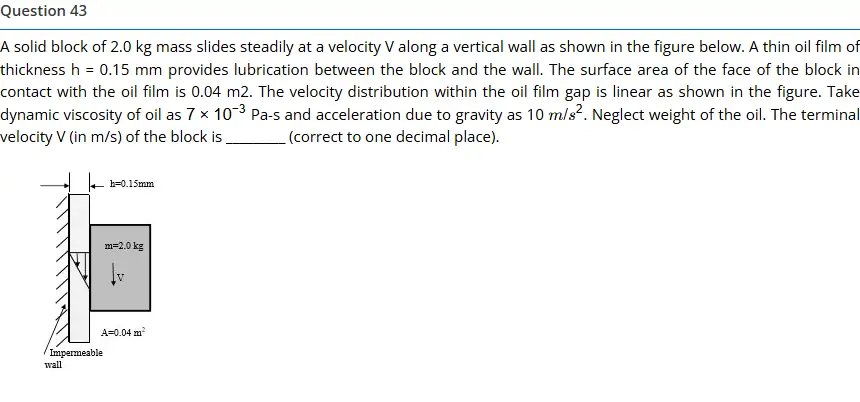 Question 43
A solid block of 2.0 kg mass slides steadily at a velocity V along a vertical wall as shown in the figure below. A thin oil film of
thickness h = 0.15 mm provides lubrication between the block and the wall. The surface area of the face of the block in
contact with the oil film is 0.04 m2. The velocity distribution within the oil film gap is linear as shown in the figure. Take
dynamic viscosity of oil as 7 × 10⁻³ Pa-s and acceleration due to gravity as 10 m/s². Neglect weight of the oil. The terminal
velocity V (in m/s) of the block is ________ (correct to one decimal place).
h=0.15mm
m=2.0 kg
V
A=0.04 m²
Impermeable
wall